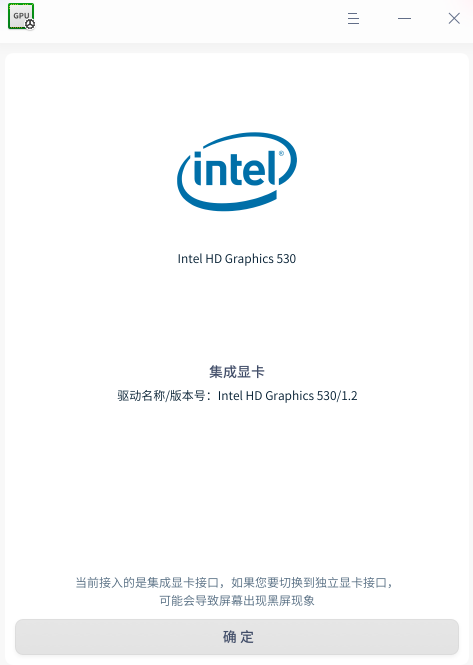 GPU
intel®
Intel HD Graphics 530
集成显卡
驱动名称/版本号：Intel HD Graphics 530/1.2
当前接入的是集成显卡接口，如果您要切换到独立显卡接口，
可能会导致屏幕出现黑屏现象
确 定